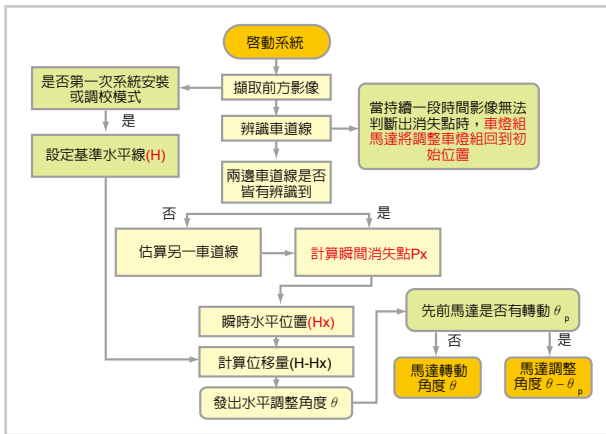 啓動系統
是否第一次系統安裝
或調校模式
擷取前方影像
當持續一段時間影像無法
判斷出消失點時，車燈組
馬達將調整車燈組回到初
始位置
是
辨識車道線
設定基準水平線(H)
兩邊車道線是否
皆有辨識到
否
是
估算另一車道線
計算瞬間消失點Px
瞬時水平位置(Hx)
先前馬達是否有轉動θp
計算位移量(H-Hx)
否
是
發出水平調整角度θ
馬達轉動
角度θ
馬達調整
角度θ－θp